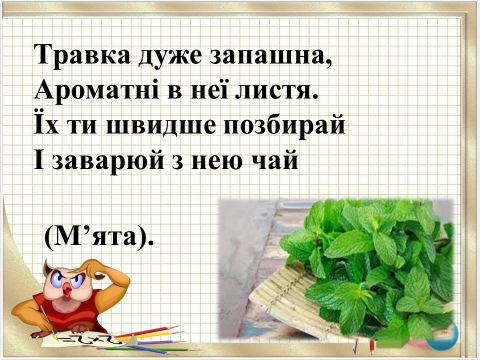 Травка дуже запашна,
Ароматні в неї листя.
Їх ти швидше позбирай
І заварюй з нею чай
(М’ята).